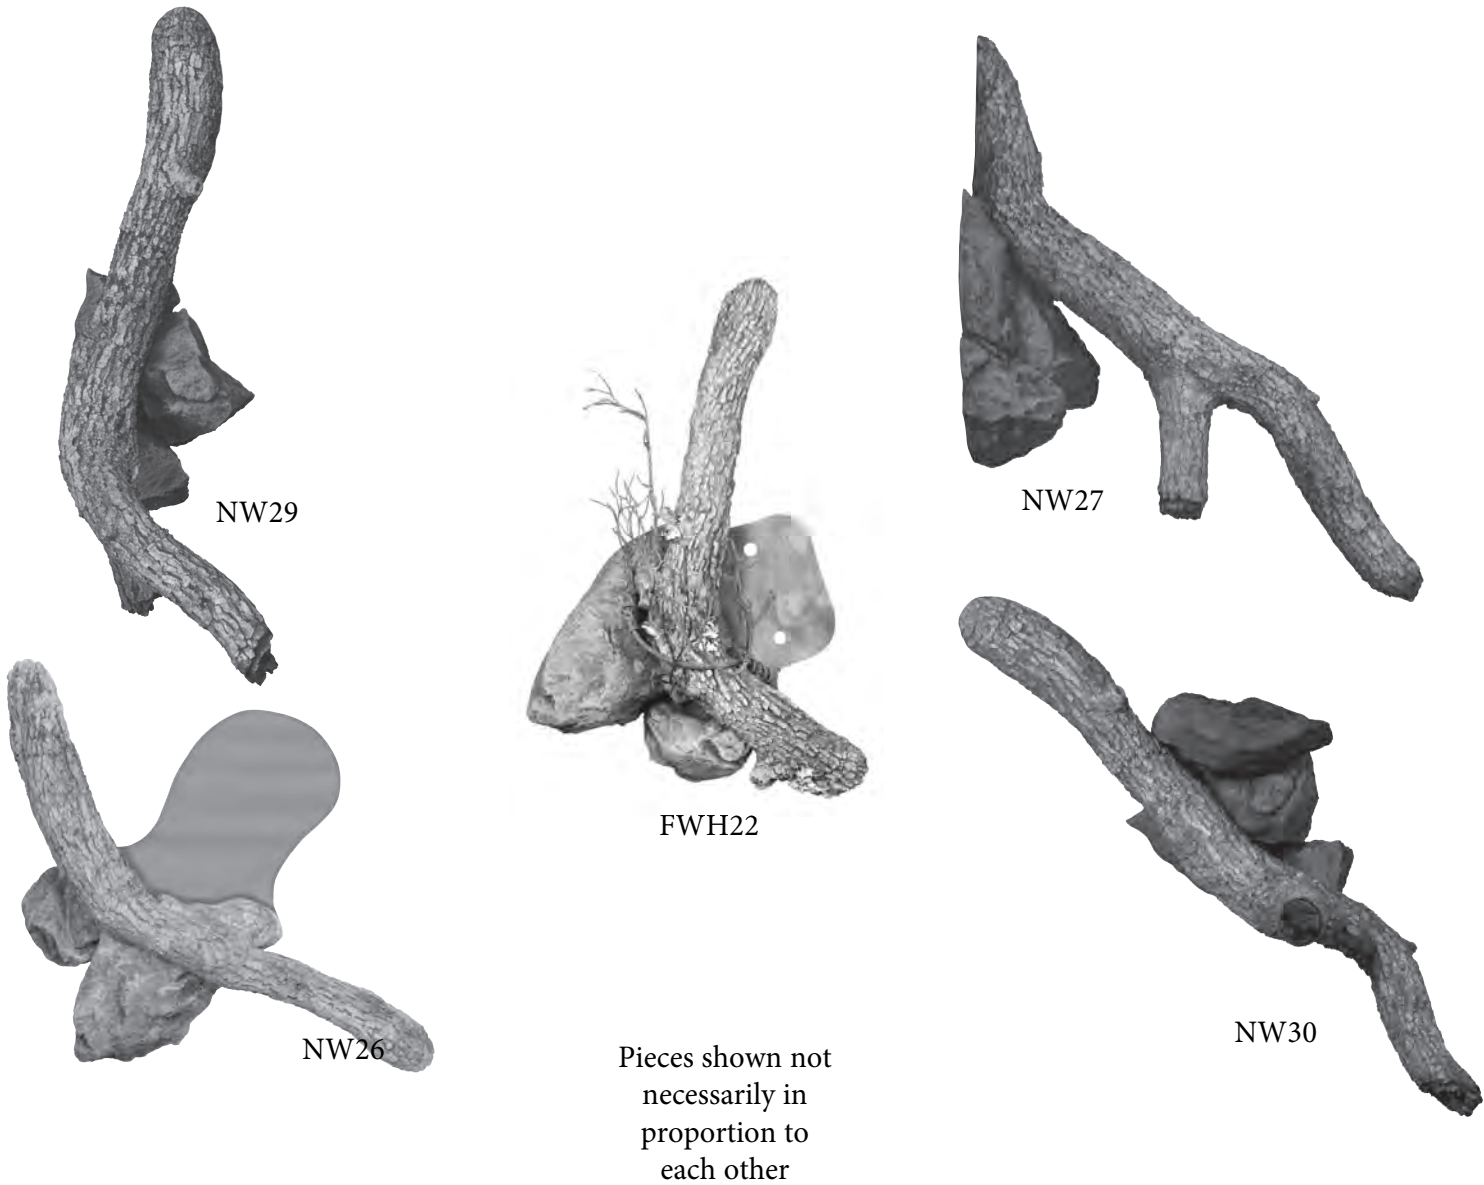 NW29
NW27
FWH22
NW26
NW30
Pieces shown not
necessarily in
proportion to
each other